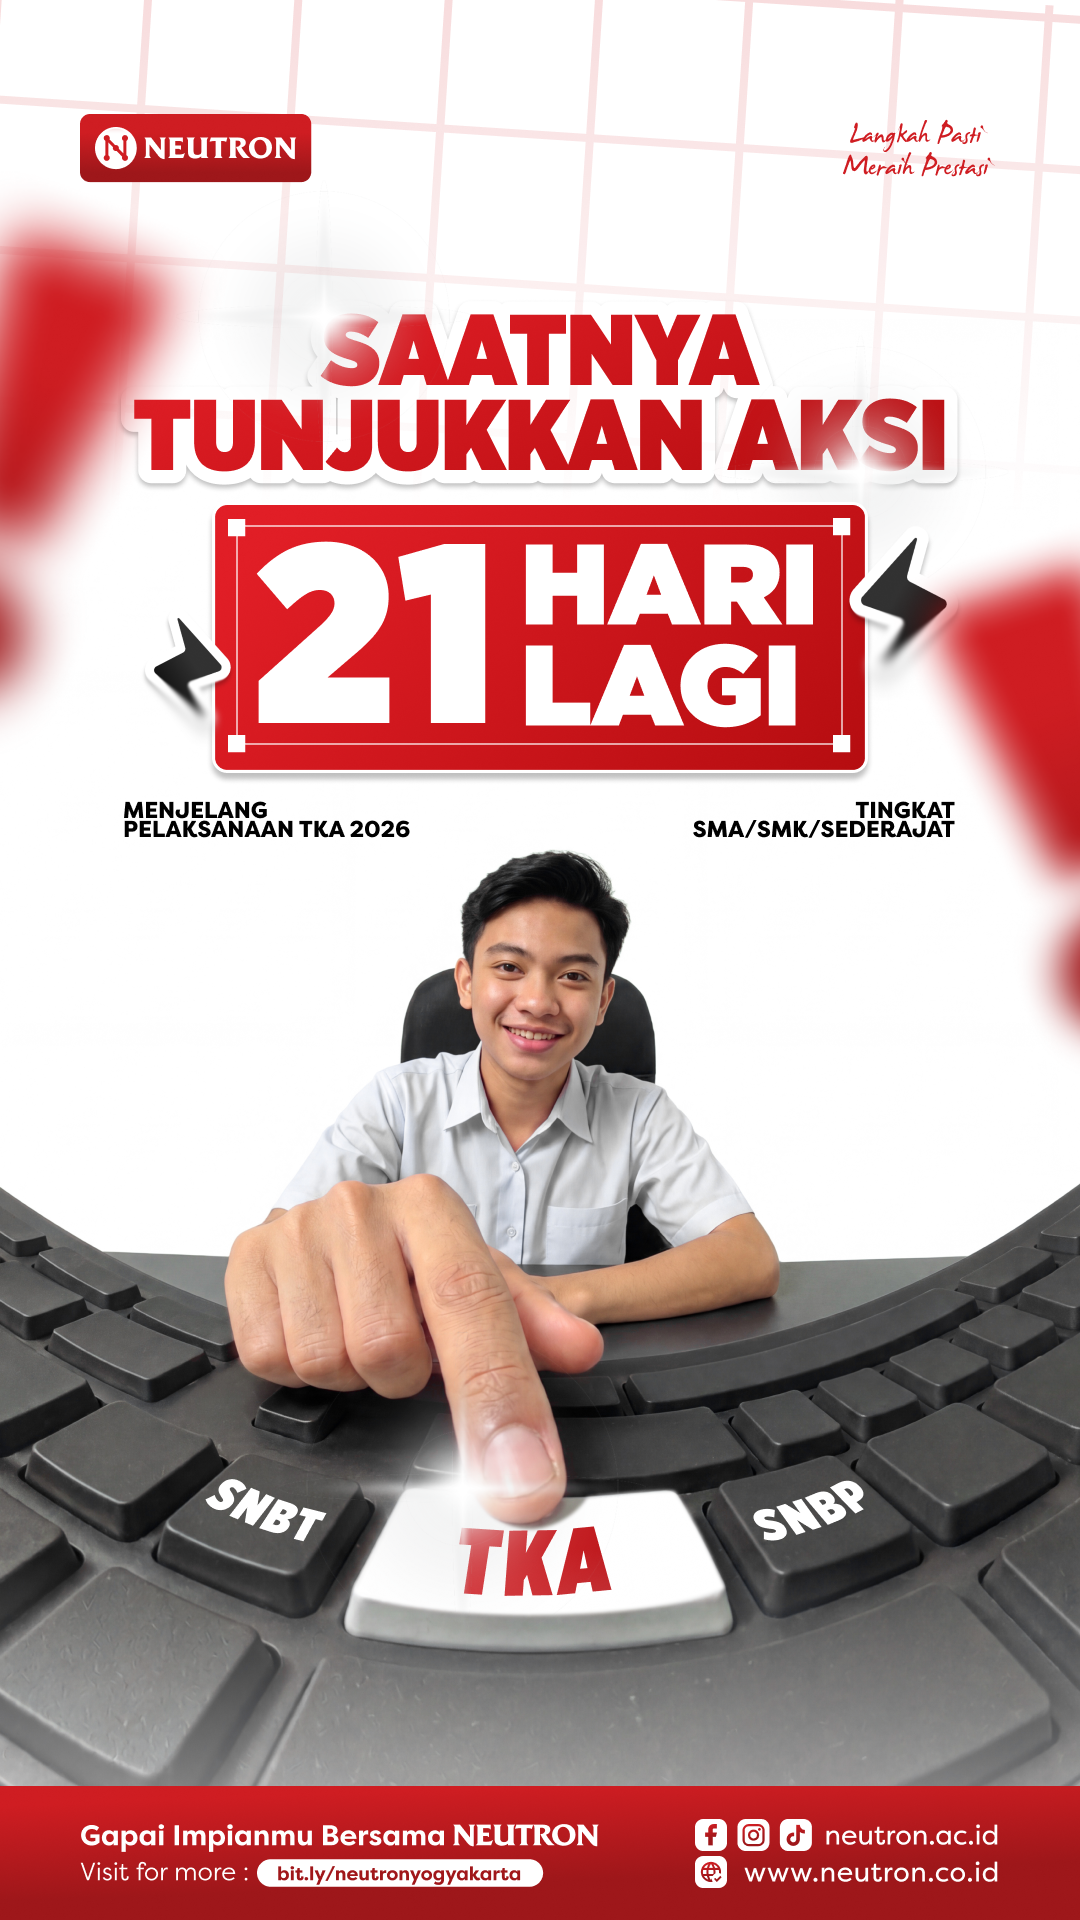 NEUTRON
Langkah Pasti
Meraih Prestasi
SAATNYA
TUNJUKKAN AKSI
21 HARI
LAGI
MENJELANG
PELAKSANAAN TKA 2026
TINGKAT
SMA/SMK/SEDERAJAT
SNBT
TKA
SNBP
Gapai Impianmu Bersama NEUTRON
Visit for more : bit.ly/neutronyogyakarta
neutron.ac.id
www.neutron.co.id